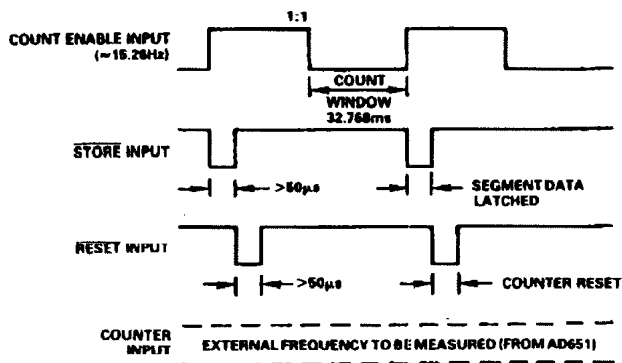 1:1
COUNT ENABLE INPUT
(≈15.26Hz)
COUNT
WINDOW
32.768ms
STORE INPUT
>50μs
SEGMENT DATA
LATCHED
RESET INPUT
>50μs
COUNTER RESET
COUNTER
INPUT
EXTERNAL FREQUENCY TO BE MEASURED (FROM AD651)